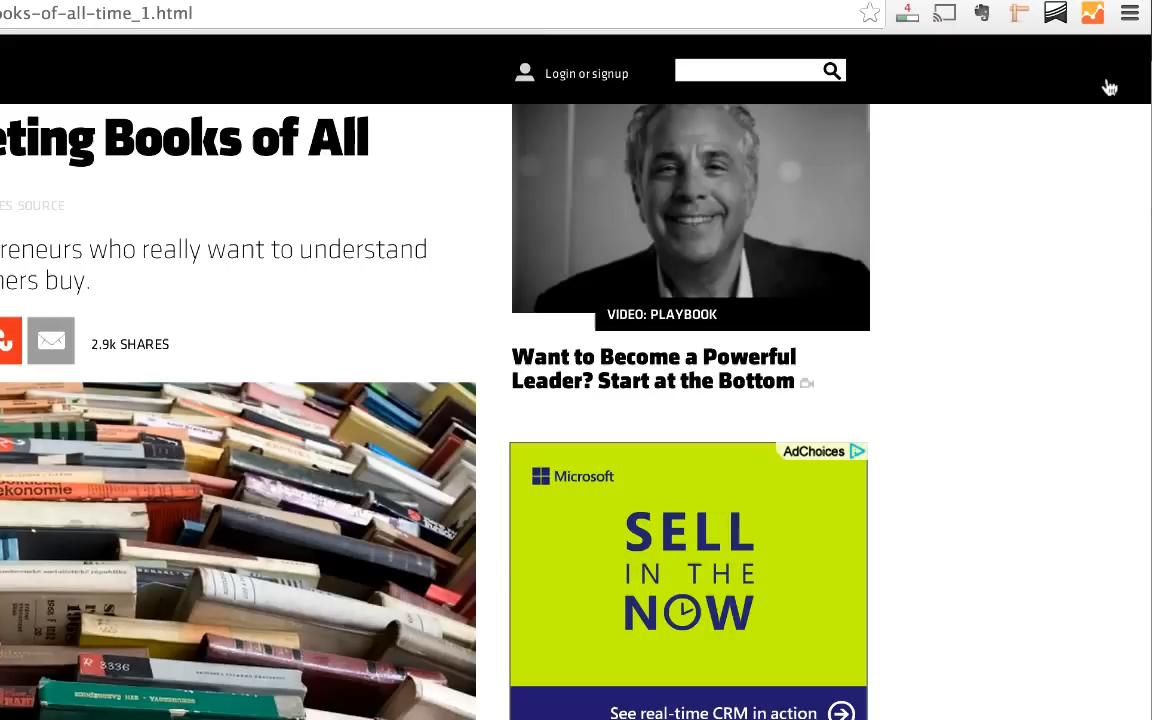 ooks-of-all-time_1.html
4
Login or signup
eting Books of All
ES SOURCE
reneurs who really want to understand
ners buy.
2.9k SHARES
VIDEO: PLAYBOOK
Want to Become a Powerful
Leader? Start at the Bottom
AdChoices
Microsoft
SELL
IN THE
NOW
See real-time CRM in action
ekonomie
R 3336